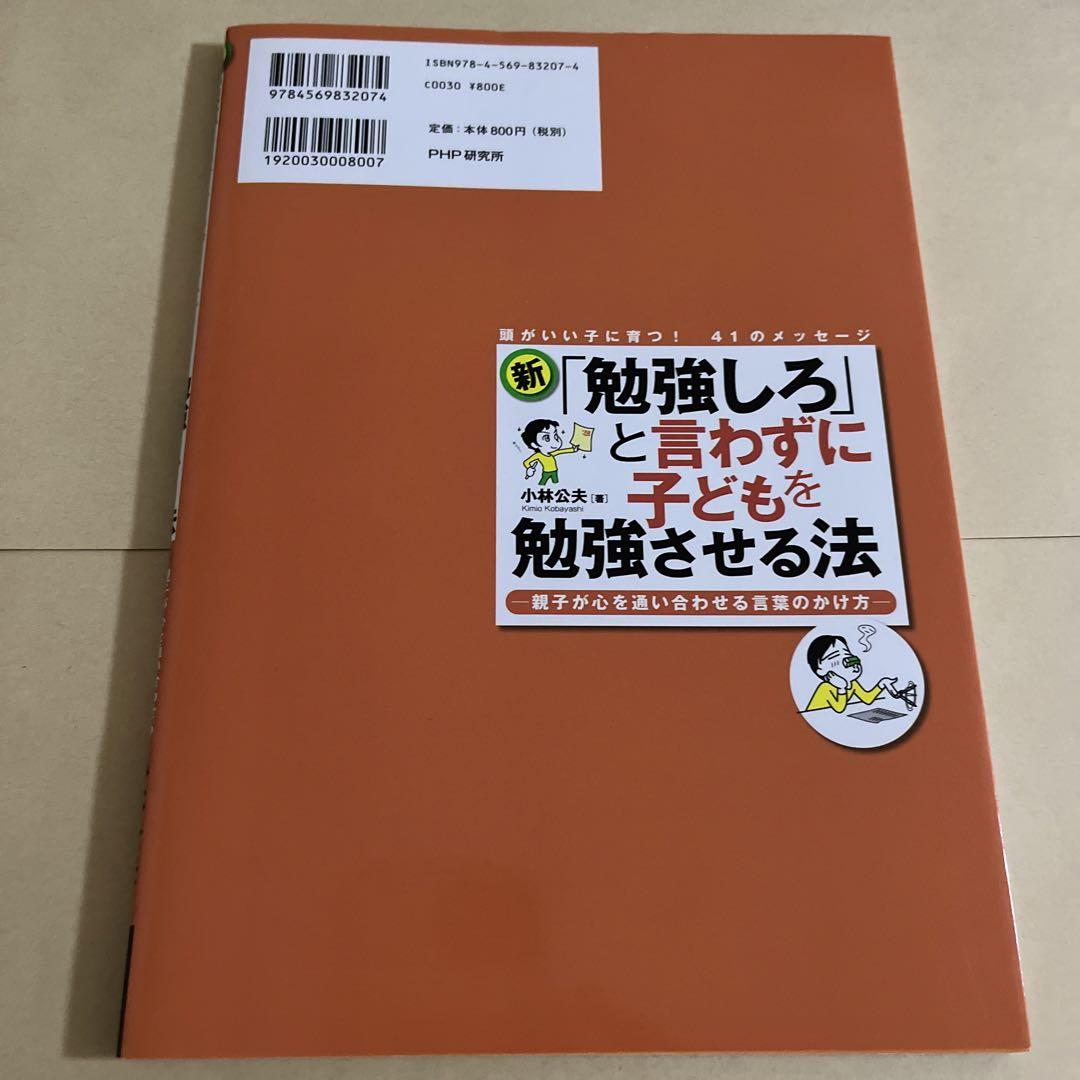 ISBN978-4-569-83207-4
C0030 ¥800E
9784569832074
定価：本体800円（税別）
1920030008007
PHP研究所
頭がいい子に育つ！ 41のメッセージ
新
「勉強しろ」
と言わずに
子どもを
小林公夫［著］
Kimio Kobayashi
勉強させる法
—親子が心を通い合わせる言葉のかけ方—